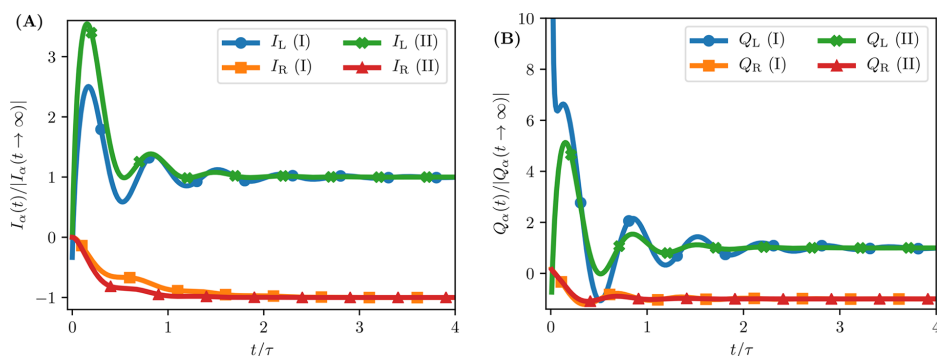 (A)
I_L (I)
I_R (I)
I_L (II)
I_R (II)
I_α(t)/|I_α(t → ∞)|
3
2
1
0
−1
0
1
2
3
4
t/τ
(B)
Q_L (I)
Q_R (I)
Q_L (II)
Q_R (II)
Q_α(t)/|Q_α(t → ∞)|
10
8
6
4
2
0
0
1
2
3
4
t/τ